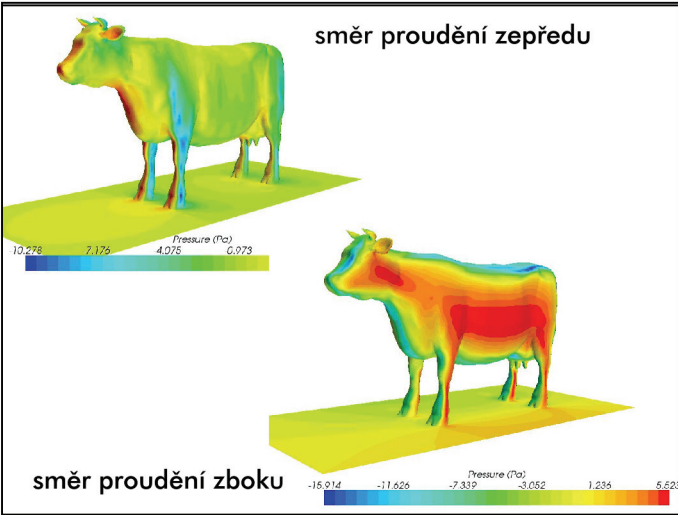 směr proudění zepředu
Pressure (Pa)
-10.278 -7.176 -4.075 -0.973
směr proudění zboku
Pressure (Pa)
-15.914 -11.626 -7.339 -3.052 1.236 5.523